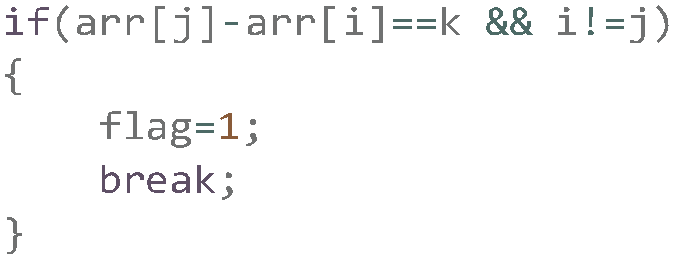 if(arr[j]-arr[i]==k && i!=j)
{
    flag=1;
    break;
}